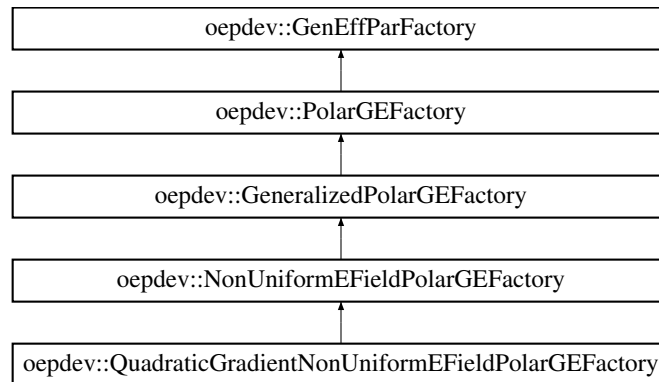 oepdev::GenEffParFactory
oepdev::PolarGEFactory
oepdev::GeneralizedPolarGEFactory
oepdev::NonUniformEFieldPolarGEFactory
oepdev::QuadraticGradientNonUniformEFieldPolarGEFactory